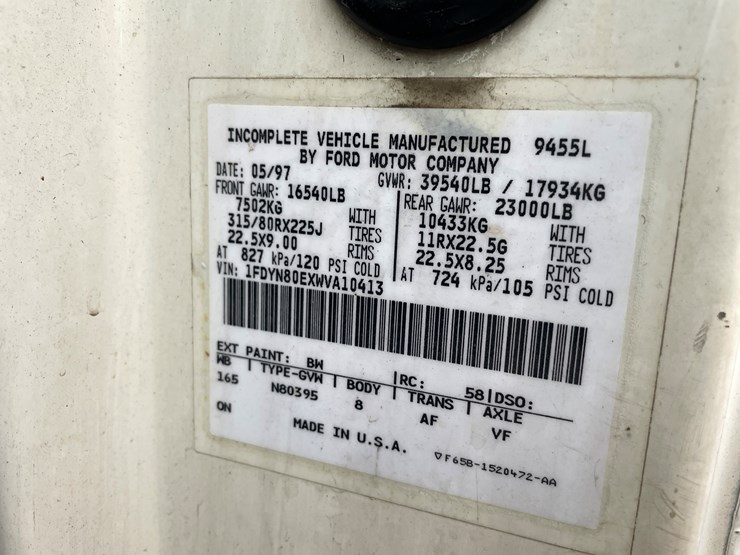 INCOMPLETE VEHICLE MANUFACTURED 9455L
BY FORD MOTOR COMPANY
DATE: 05/97 GVWR: 39540LB / 17934KG
FRONT GAWR: 16540LB REAR GAWR: 23000LB
7502KG WITH 10433KG WITH
315/80RX225J TIRES 11RX22.5G TIRES
22.5X9.00 RIMS 22.5X8.25 RIMS
AT 827 kPa/120 PSI COLD AT 724 kPa/105 PSI COLD
VIN: 1FDYN80EXWVA10413
EXT PAINT: BW RC: 58 DSO:
WB TYPE-GVW BODY TRANS AXLE
165 N80395 8 AF VF
ON
MADE IN U.S.A.
▽F65B-1520472-AA